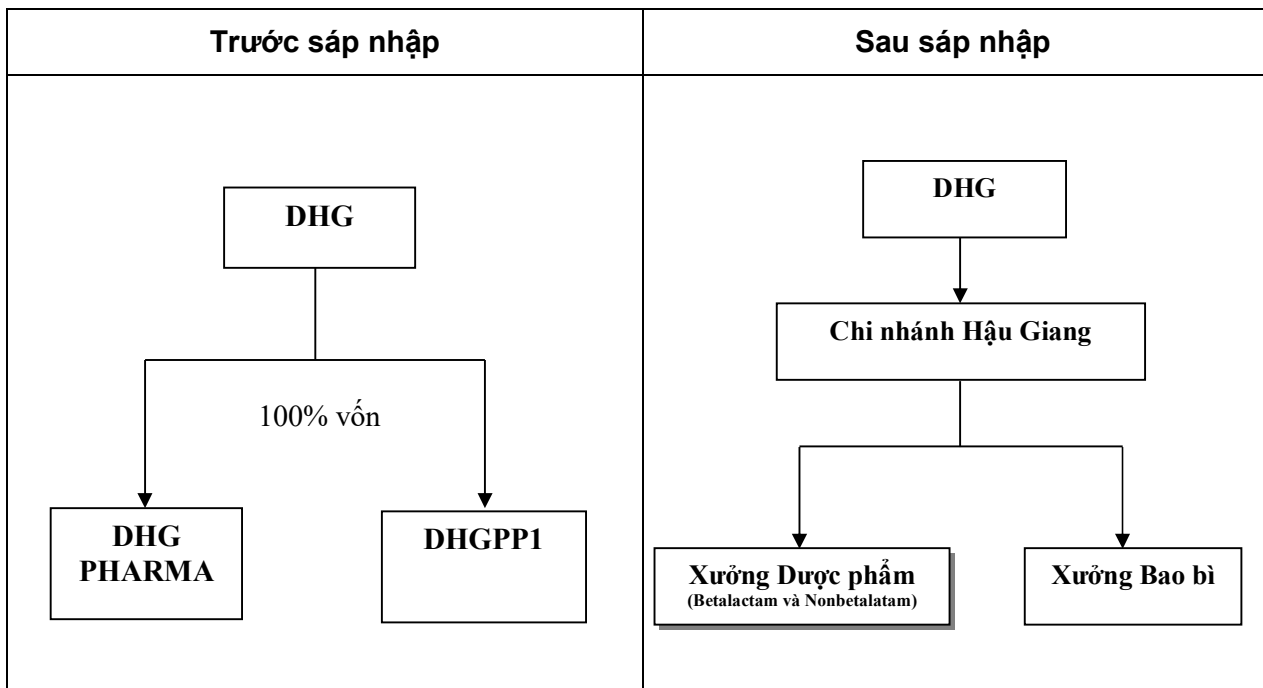 Trước sáp nhập
Sau sáp nhập
DHG
100% vốn
DHG
PHARMA
DHGPP1
DHG
Chi nhánh Hậu Giang
Xưởng Dược phẩm
(Betalactam và Nonbetalatam)
Xưởng Bao bì